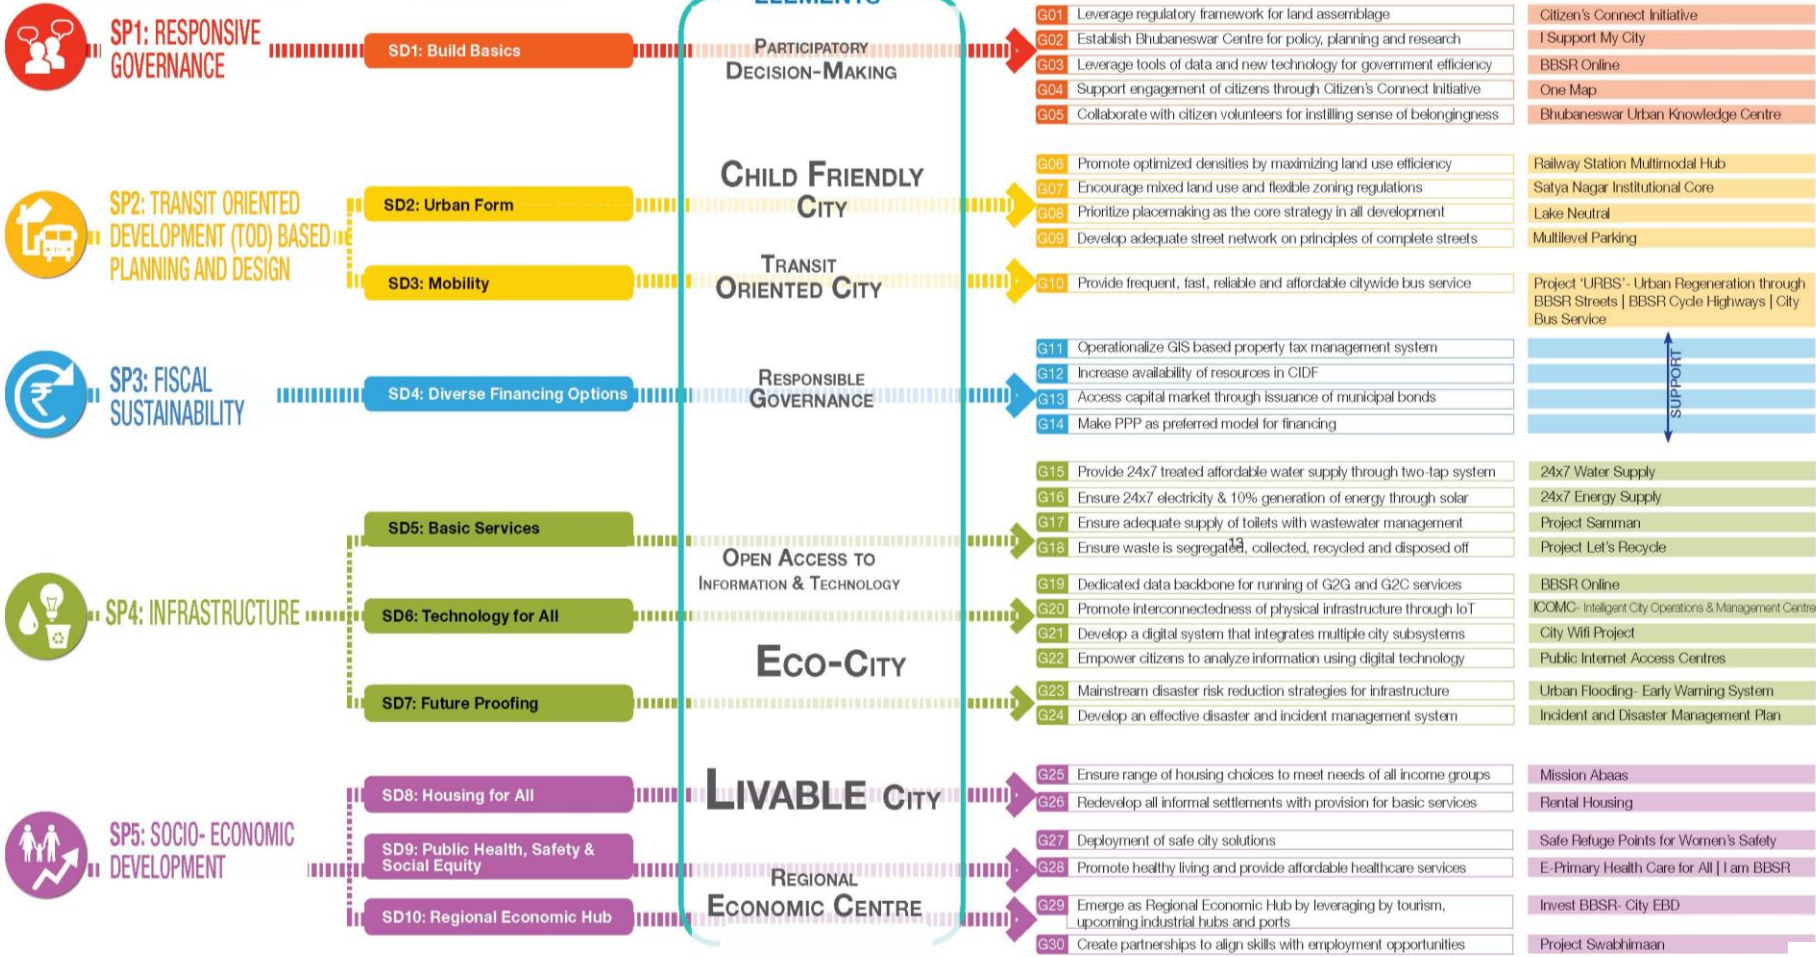 ELEMENTS
SP1: RESPONSIVE
GOVERNANCE
SD1: Build Basics
PARTICIPATORY
DECISION-MAKING
G01 Leverage regulatory framework for land assemblage
Citizen's Connect Initiative
G02 Establish Bhubaneswar Centre for policy, planning and research
I Support My City
G03 Leverage tools of data and new technology for government efficiency
BBSR Online
G04 Support engagement of citizens through Citizen's Connect Initiative
One Map
G05 Collaborate with citizen volunteers for instilling sense of belongingness
Bhubaneswar Urban Knowledge Centre
SP2: TRANSIT ORIENTED
DEVELOPMENT (TOD) BASED
PLANNING AND DESIGN
SD2: Urban Form
CHILD FRIENDLY
CITY
G06 Promote optimized densities by maximizing land use efficiency
Railway Station Multimodal Hub
G07 Encourage mixed land use and flexible zoning regulations
Satya Nagar Institutional Core
G08 Prioritize placemaking as the core strategy in all development
Lake Neutral
G09 Develop adequate street network on principles of complete streets
Multilevel Parking
SD3: Mobility
TRANSIT
ORIENTED CITY
G10 Provide frequent, fast, reliable and affordable citywide bus service
Project 'URBS'- Urban Regeneration through
BBSR Streets | BBSR Cycle Highways | City
Bus Service
SP3: FISCAL
SUSTAINABILITY
SD4: Diverse Financing Options
RESPONSIBLE
GOVERNANCE
G11 Operationalize GIS based property tax management system
G12 Increase availability of resources in CIDF
G13 Access capital market through issuance of municipal bonds
G14 Make PPP as preferred model for financing
SUPPORT
SP4: INFRASTRUCTURE
SD5: Basic Services
OPEN ACCESS TO
INFORMATION & TECHNOLOGY
G15 Provide 24x7 treated affordable water supply through two-tap system
24x7 Water Supply
G16 Ensure 24x7 electricity & 10% generation of energy through solar
24x7 Energy Supply
G17 Ensure adequate supply of toilets with wastewater management
Project Samman
13
G18 Ensure waste is segregated, collected, recycled and disposed off
Project Let's Recycle
SD6: Technology for All
ECO-CITY
G19 Dedicated data backbone for running of G2G and G2C services
BBSR Online
G20 Promote interconnectedness of physical infrastructure through IoT
ICOMC- Intelligent City Operations & Management Centre
G21 Develop a digital system that integrates multiple city subsystems
City Wifi Project
G22 Empower citizens to analyze information using digital technology
Public Internet Access Centres
SD7: Future Proofing
G23 Mainstream disaster risk reduction strategies for infrastructure
Urban Flooding- Early Warning System
G24 Develop an effective disaster and incident management system
Incident and Disaster Management Plan
SP5: SOCIO- ECONOMIC
DEVELOPMENT
SD8: Housing for All
LIVABLE CITY
G25 Ensure range of housing choices to meet needs of all income groups
Mission Abaas
G26 Redevelop all informal settlements with provision for basic services
Rental Housing
SD9: Public Health, Safety &
Social Equity
G27 Deployment of safe city solutions
Safe Refuge Points for Women's Safety
G28 Promote healthy living and provide affordable healthcare services
E-Primary Health Care for All | I am BBSR
SD10: Regional Economic Hub
REGIONAL
ECONOMIC CENTRE
G29 Emerge as Regional Economic Hub by leveraging by tourism,
upcoming industrial hubs and ports
Invest BBSR- City EBD
G30 Create partnerships to align skills with employment opportunities
Project Swabhimaan